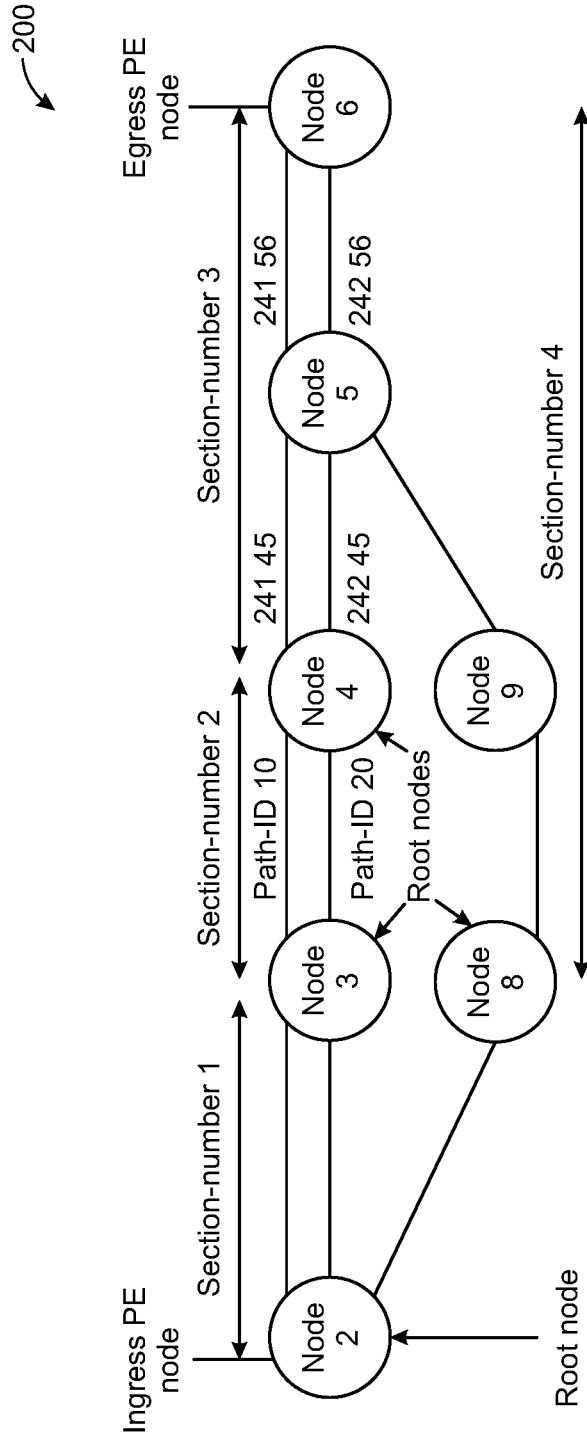 200
Ingress PE
node
Egress PE
node
Section-number 1
Section-number 2
Section-number 3
Path-ID 10
241 45
241 56
Node
2
Node
3
Node
4
Node
5
Node
6
Path-ID 20
242 45
242 56
Root nodes
Node
8
Node
9
Section-number 4
Root node